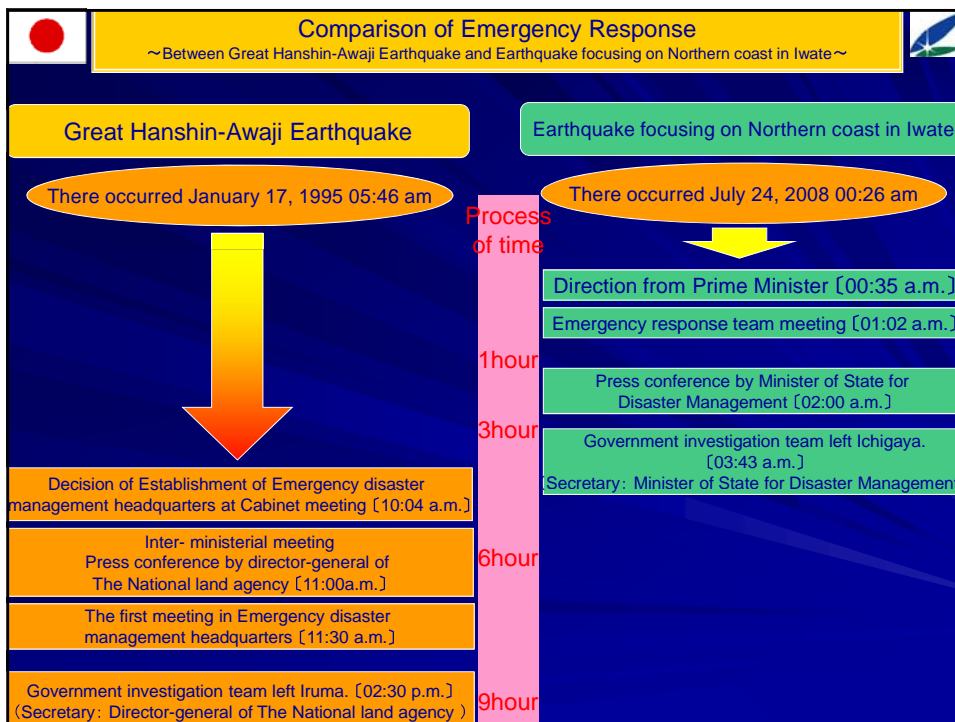 Comparison of Emergency Response
～Between Great Hanshin-Awaji Earthquake and Earthquake focusing on Northern coast in Iwate～
Great Hanshin-Awaji Earthquake
There occurred January 17, 1995 05:46 am
Decision of Establishment of Emergency disaster
management headquarters at Cabinet meeting〔10:04 a.m.〕
Inter- ministerial meeting
Press conference by director-general of
The National land agency〔11:00a.m.〕
The first meeting in Emergency disaster
management headquarters〔11:30 a.m.〕
Government investigation team left Iruma.〔02:30 p.m.〕
（Secretary: Director-general of The National land agency ）
Process
of time
1hour
3hour
6hour
9hour
Earthquake focusing on Northern coast in Iwate
There occurred July 24, 2008 00:26 am
Direction from Prime Minister〔00:35 a.m.〕
Emergency response team meeting〔01:02 a.m.〕
Press conference by Minister of State for
Disaster Management〔02:00 a.m.〕
Government investigation team left Ichigaya.
〔03:43 a.m.〕
（Secretary: Minister of State for Disaster Management